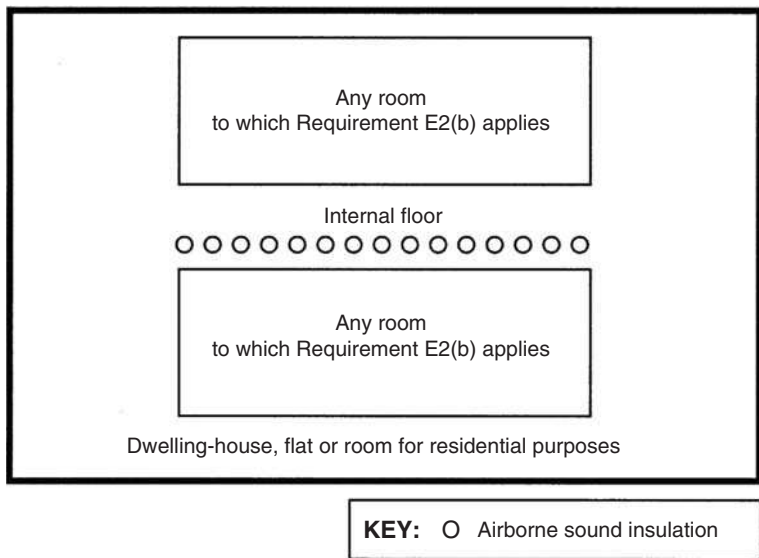 Any room
to which Requirement E2(b) applies
Internal floor
Any room
to which Requirement E2(b) applies
Dwelling-house, flat or room for residential purposes
KEY: O Airborne sound insulation